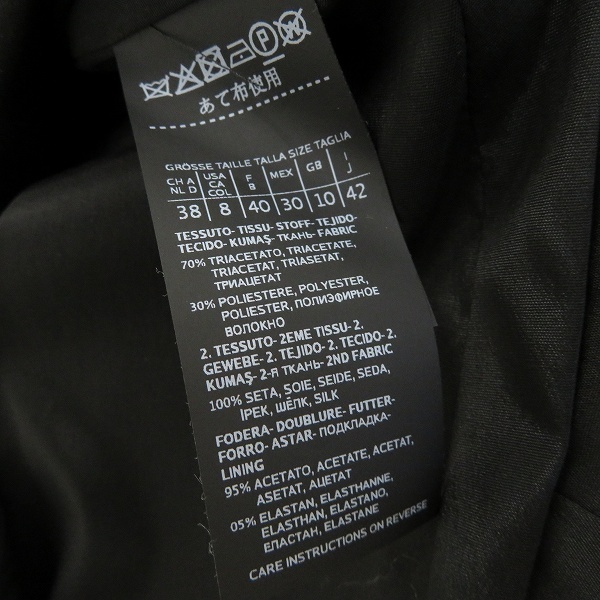 あて布使用
GRÖSSE TAILLE TALLA SIZE TAGLIA
CH A NL D USA CA COL F B MEX GB I J
38 8 40 30 10 42
TESSUTO- TISSU- STOFF- TEJIDO-
TECIDO- KUMAŞ- ТКАНЬ- FABRIC
70% TRIACETATO, TRIACETATE,
TRIACETAT, TRIASETAT,
ТРИАЦЕТАТ
30% POLIESTERE, POLYESTER,
POLIESTER, ПОЛИЭФИРНОЕ
ВОЛОКНО
2. TESSUTO- 2EME TISSU- 2.
GEWEBE- 2. TEJIDO- 2. TECIDO- 2.
KUMAŞ- 2-Я ТКАНЬ- 2ND FABRIC
100% SETA, SOIE, SEIDE, SEDA,
IPEK, ШЁЛК, SILK
FODERA- DOUBLURE- FUTTER-
FORRO- ASTAR- ПОДКЛАДКА-
LINING
95% ACETATO, ACETATE, ACETAT,
ASETAT, АЦЕТАТ
05% ELASTAN, ELASTHANNE,
ELASTHAN, ELASTANO,
ЕПАСТАН, ELASTANE
CARE INSTRUCTIONS ON REVERSE